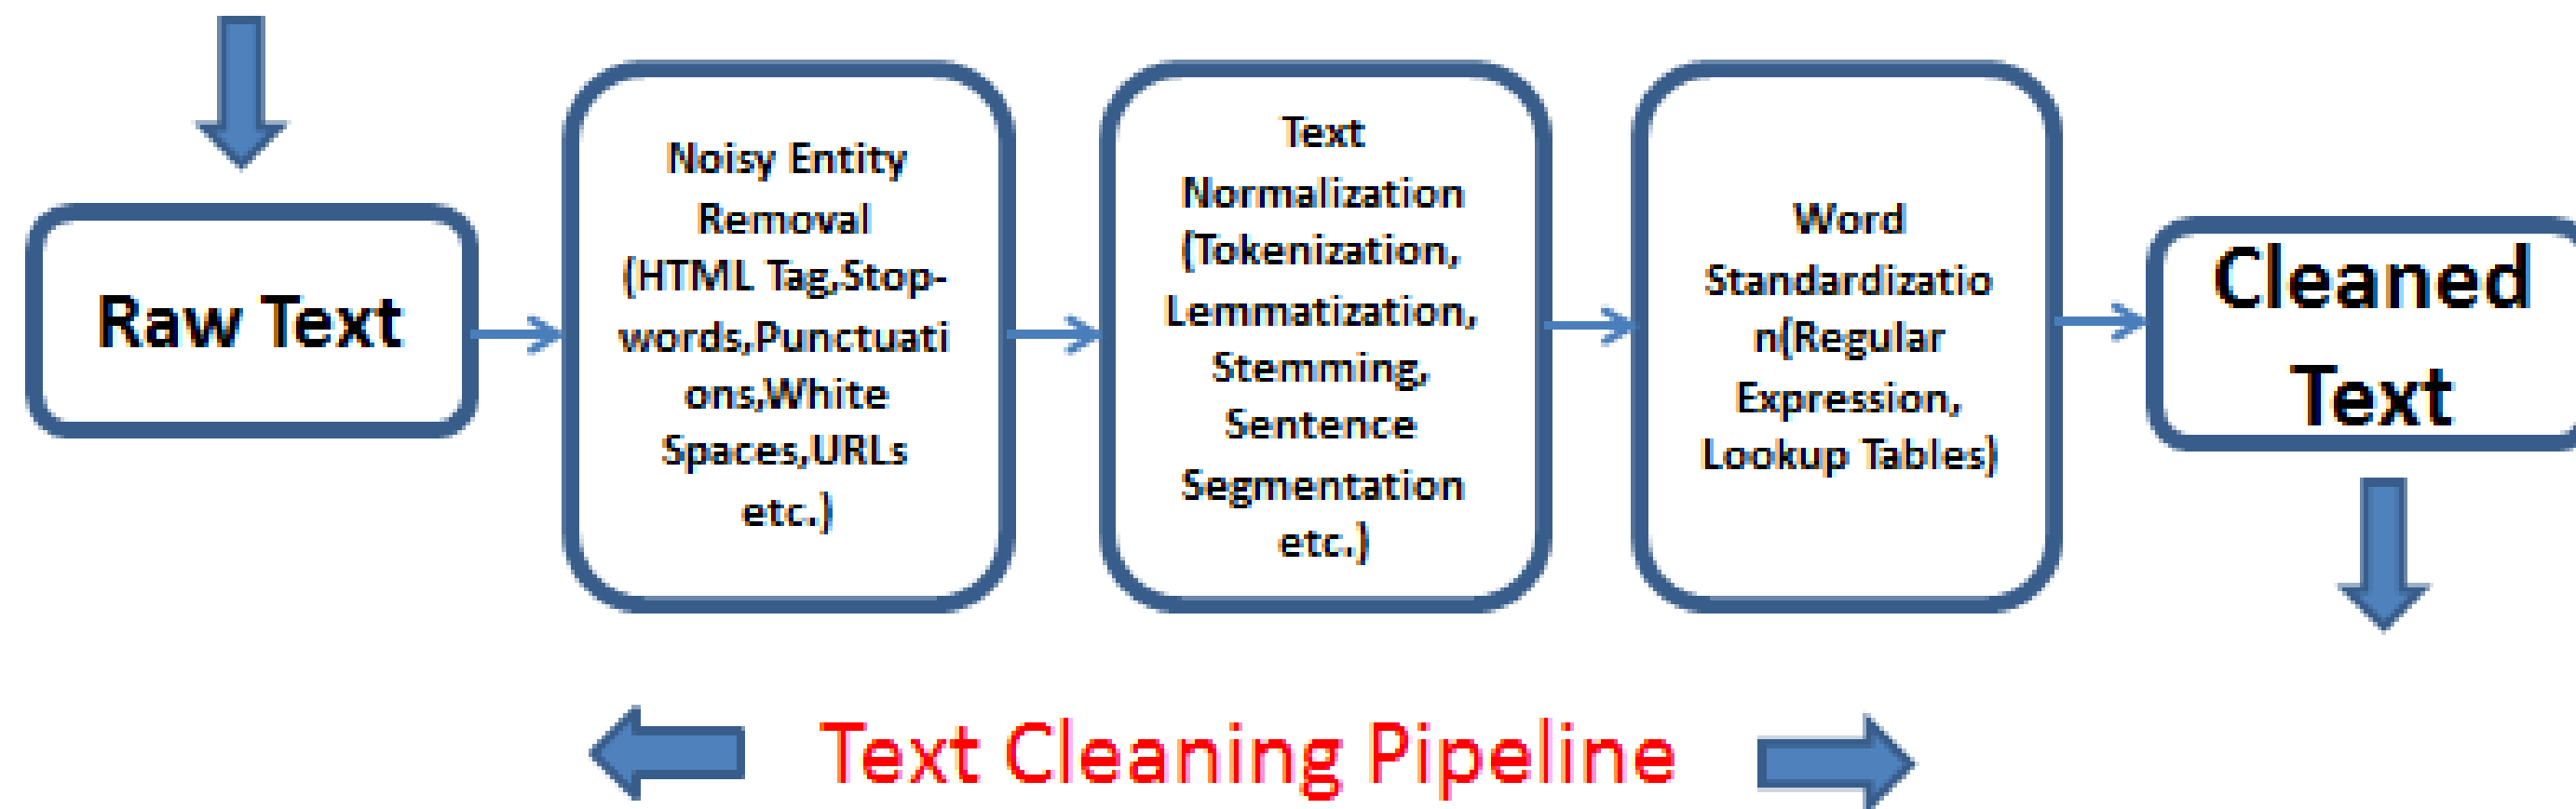 Raw Text
Noisy Entity
Removal
(HTML Tag,Stop-
words,Punctuati
ons,White
Spaces,URLs
etc.)
Text
Normalization
(Tokenization,
Lemmatization,
Stemming,
Sentence
Segmentation
etc.)
Word
Standardizatio
n(Regular
Expression,
Lookup Tables)
Cleaned
Text
Text Cleaning Pipeline